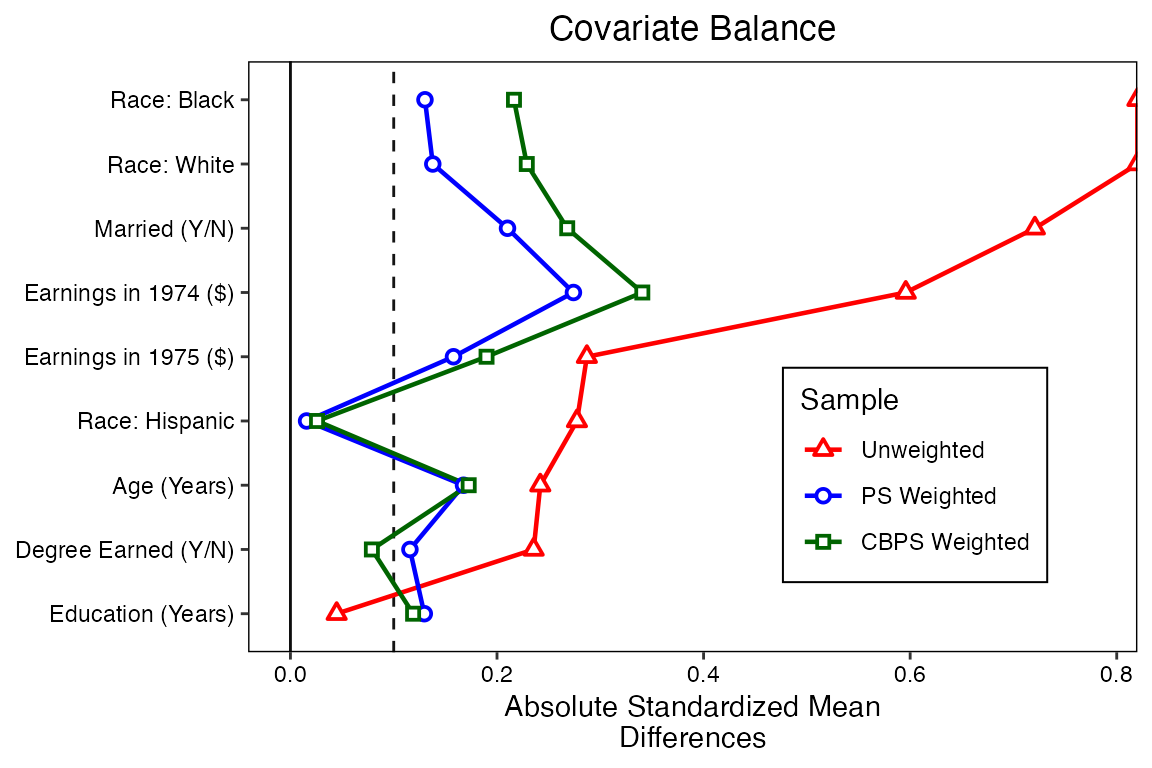 Covariate Balance
Race: Black
Race: White
Married (Y/N)
Earnings in 1974 ($)
Earnings in 1975 ($)
Race: Hispanic
Age (Years)
Degree Earned (Y/N)
Education (Years)
Sample
Unweighted
PS Weighted
CBPS Weighted
0.0 0.2 0.4 0.6 0.8
Absolute Standardized Mean
Differences